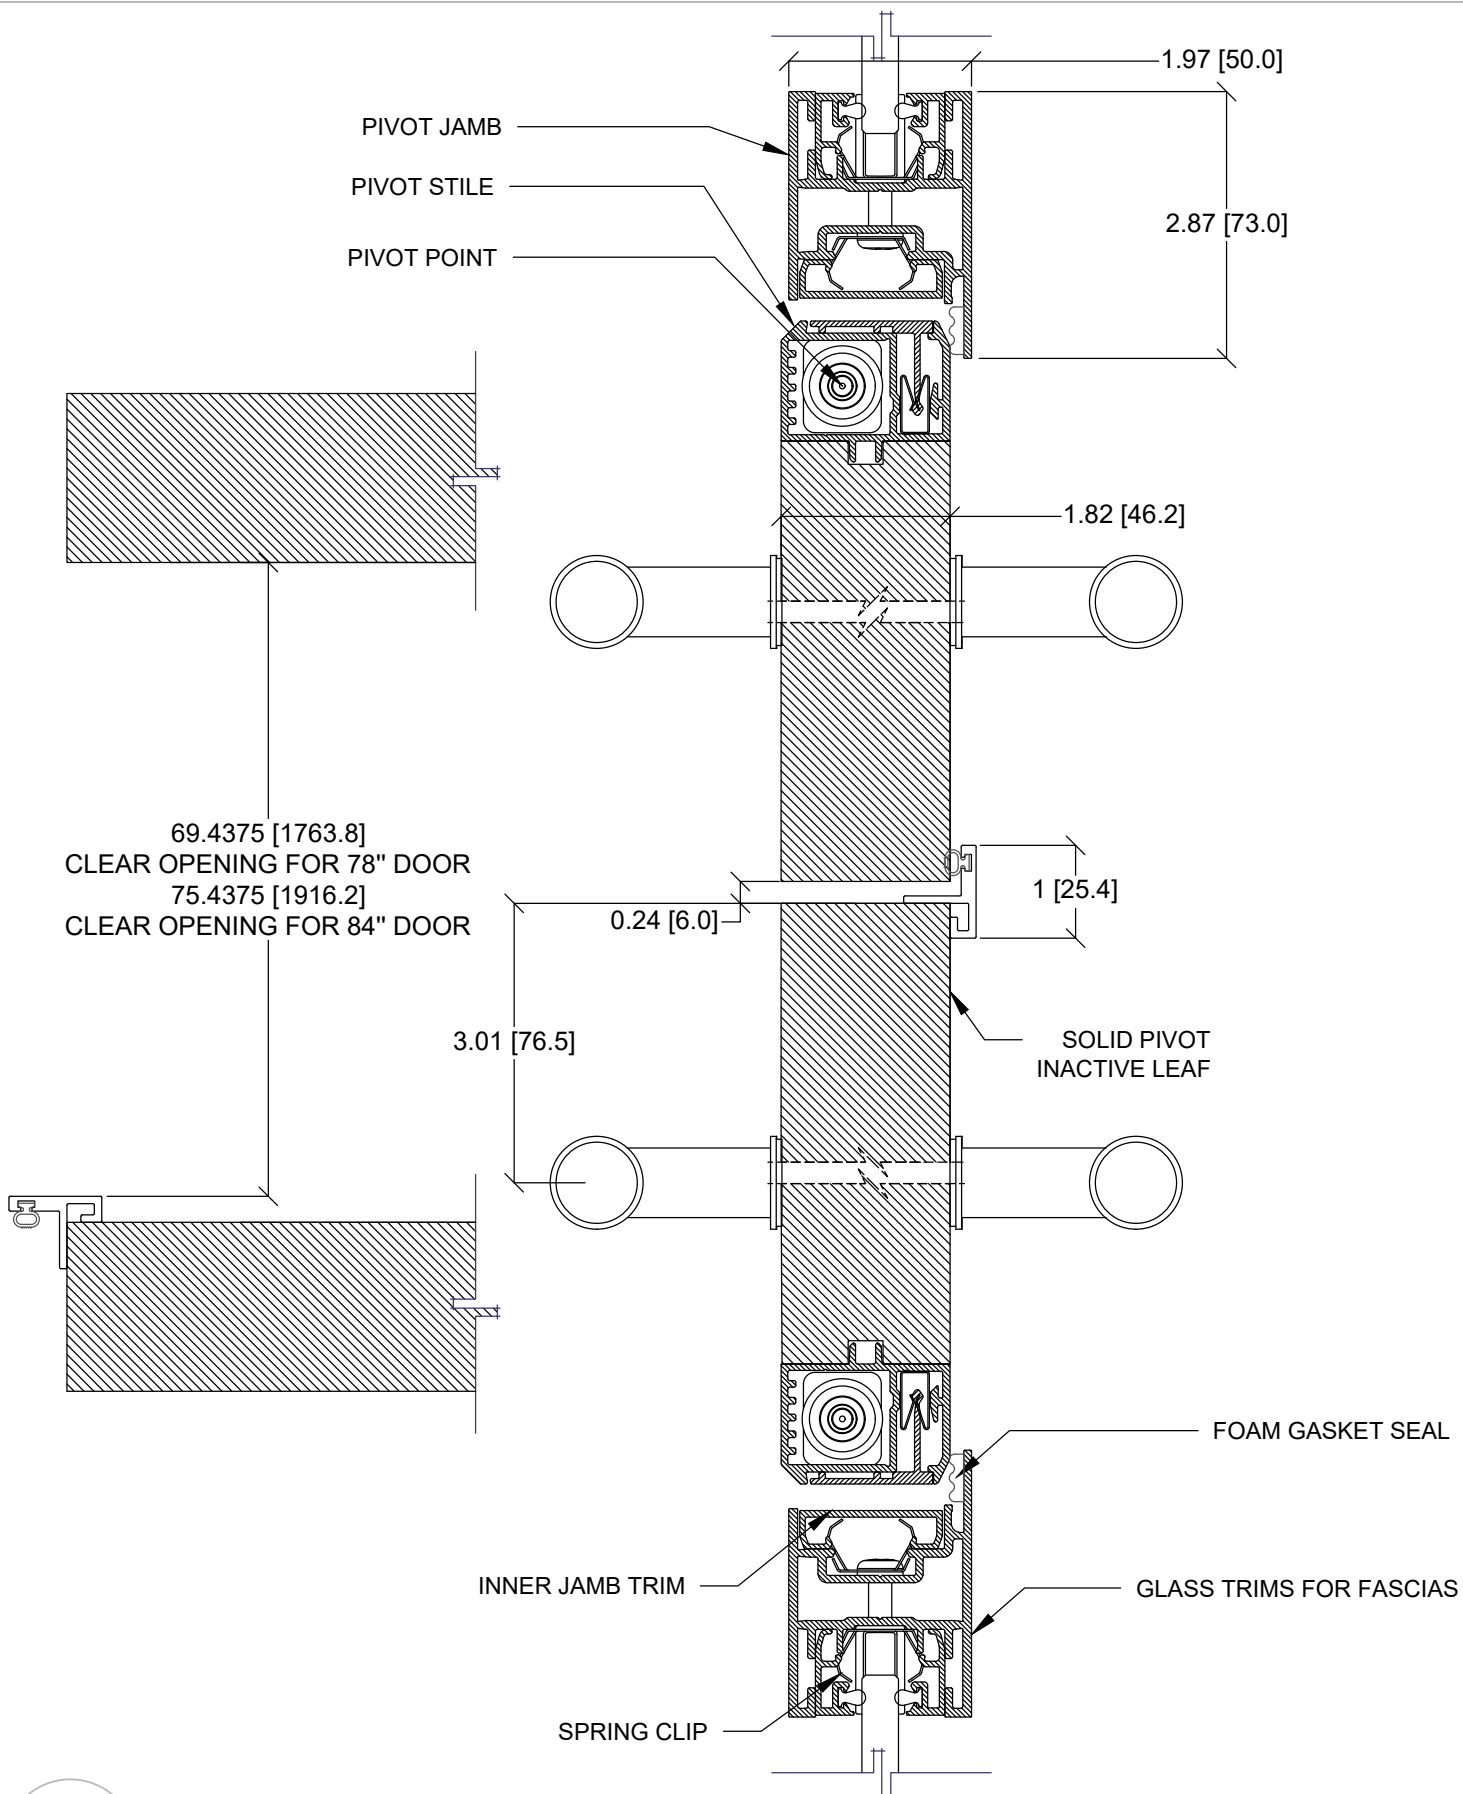 1.97 [50.0]
PIVOT JAMB
PIVOT STILE
2.87 [73.0]
PIVOT POINT
1.82 [46.2]
69.4375 [1763.8]
CLEAR OPENING FOR 78" DOOR
75.4375 [1916.2]
CLEAR OPENING FOR 84" DOOR
0.24 [6.0]
1 [25.4]
3.01 [76.5]
SOLID PIVOT
INACTIVE LEAF
FOAM GASKET SEAL
INNER JAMB TRIM
GLASS TRIMS FOR FASCIAS
SPRING CLIP